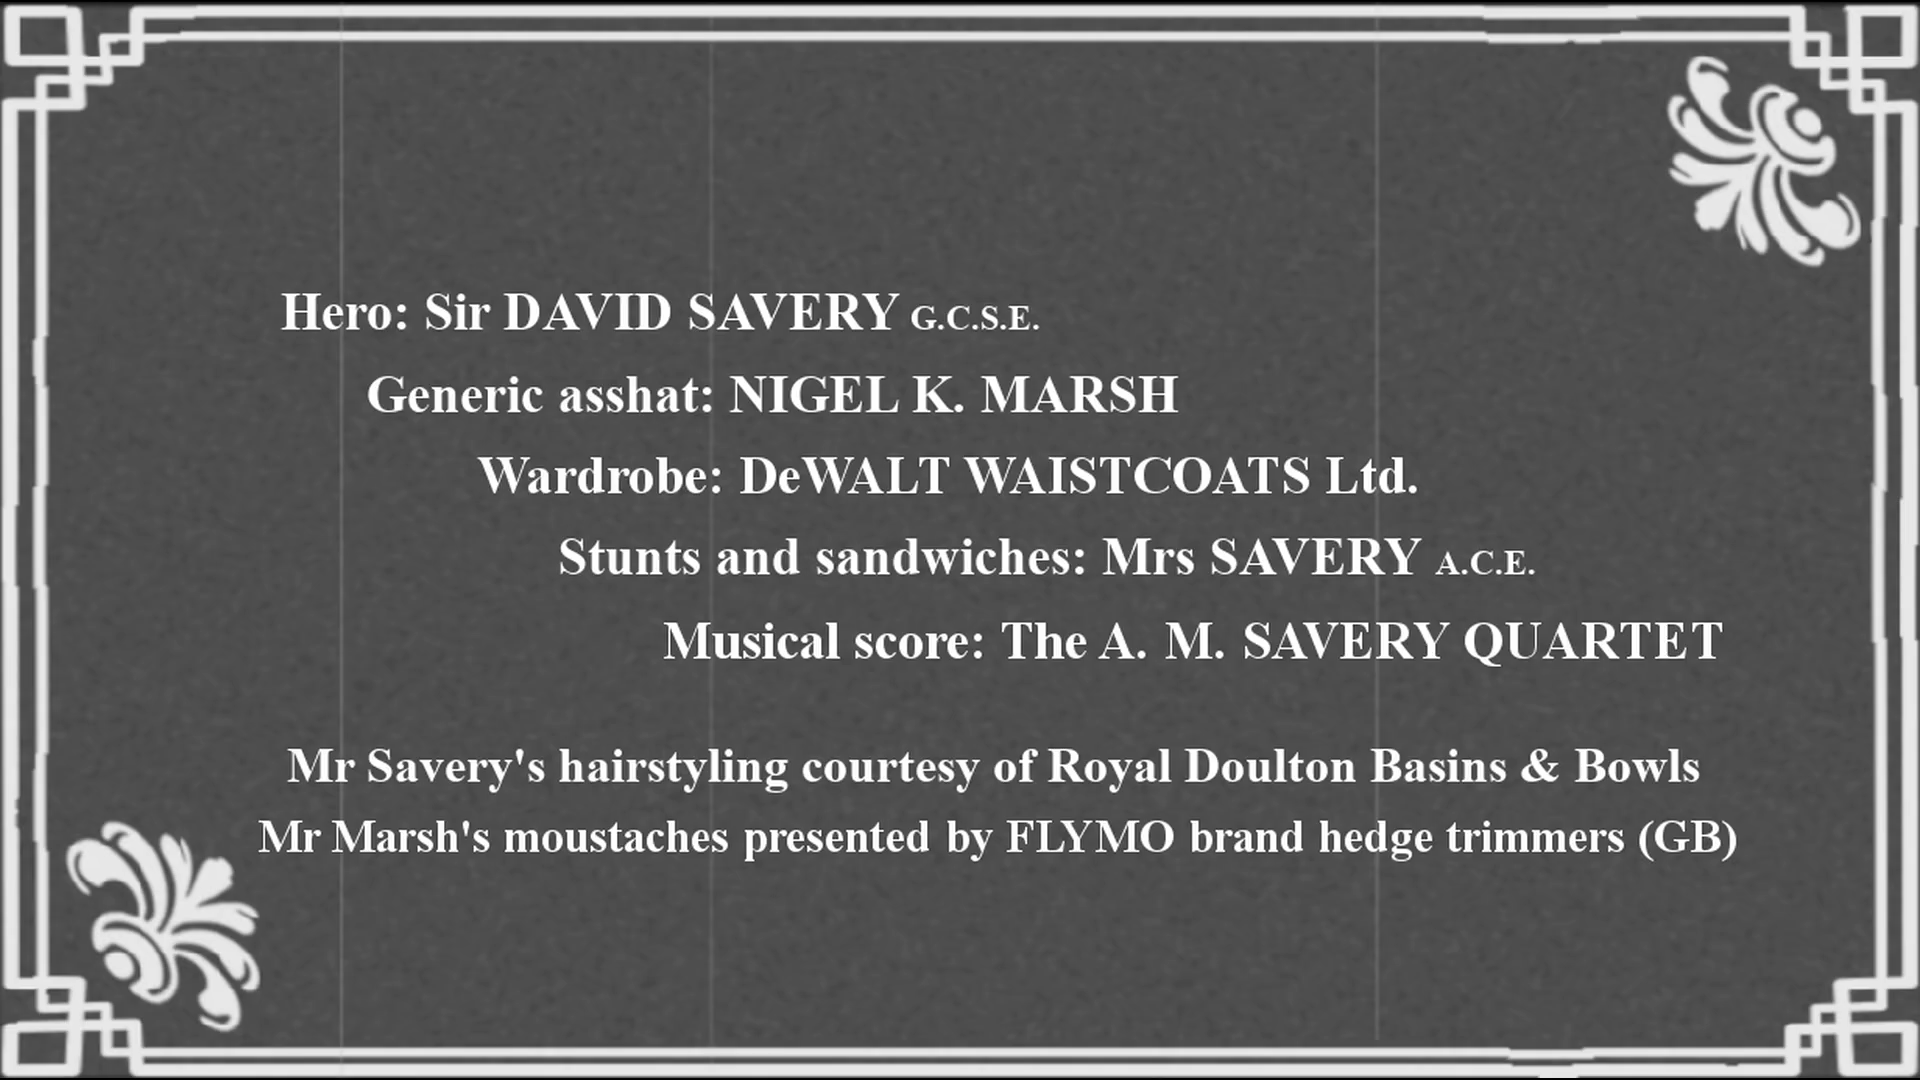 Hero: Sir DAVID SAVERY G.C.S.E.
Generic asshat: NIGEL K. MARSH
Wardrobe: DeWALT WAISTCOATS Ltd.
Stunts and sandwiches: Mrs SAVERY A.C.E.
Musical score: The A. M. SAVERY QUARTET
Mr Savery's hairstyling courtesy of Royal Doulton Basins & Bowls
Mr Marsh's moustaches presented by FLYMO brand hedge trimmers (GB)